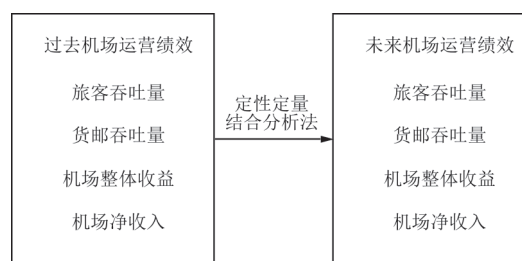 过去机场运营绩效
旅客吞吐量
货邮吞吐量
机场整体收益
机场净收入
定性定量
结合分析法
未来机场运营绩效
旅客吞吐量
货邮吞吐量
机场整体收益
机场净收入